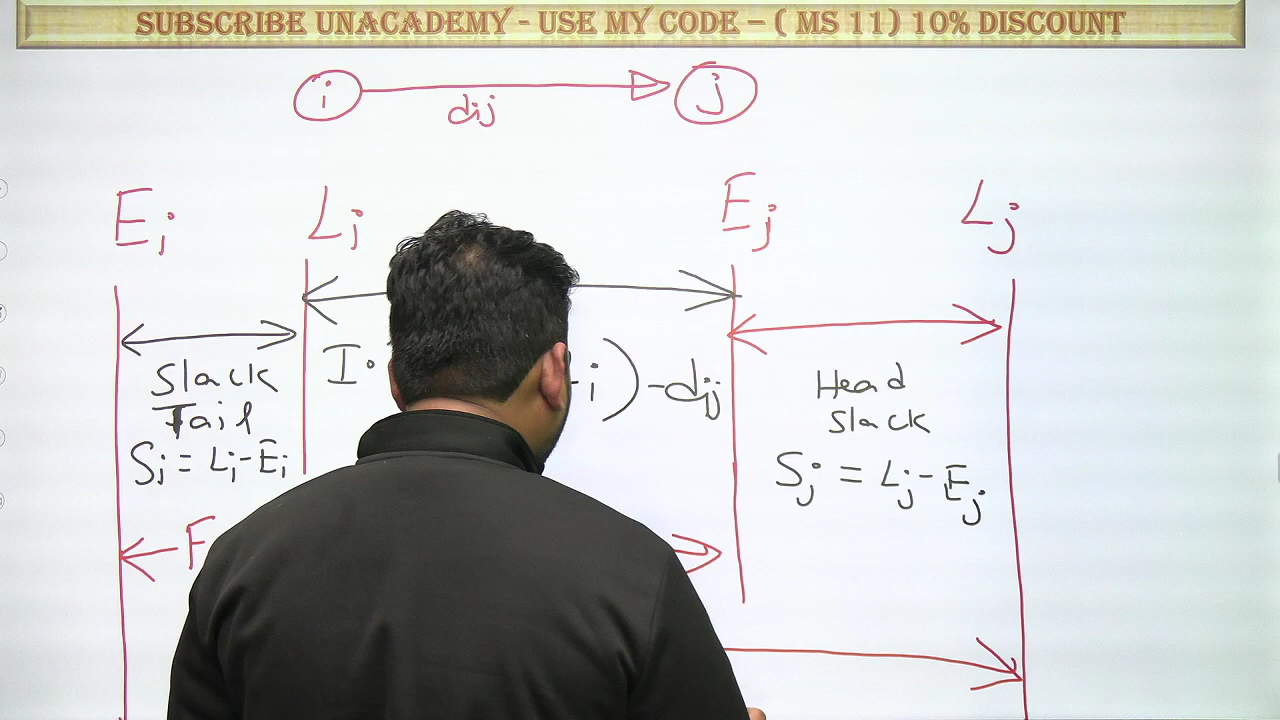 SUBSCRIBE UNACADEMY - USE MY CODE – ( MS 11) 10% DISCOUNT
i
j
dij
Ei Li Ej Lj
Slack
Tail
Si = Li - Ei
I
i) - dij
Head
Slack
Sj = Lj - Ej
F